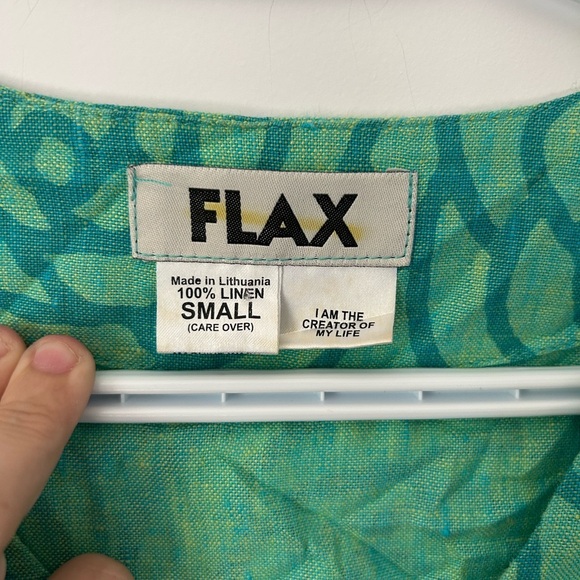 FLAX
Made in Lithuania
100% LINEN
SMALL
(CARE OVER)
I AM THE
CREATOR OF
MY LIFE